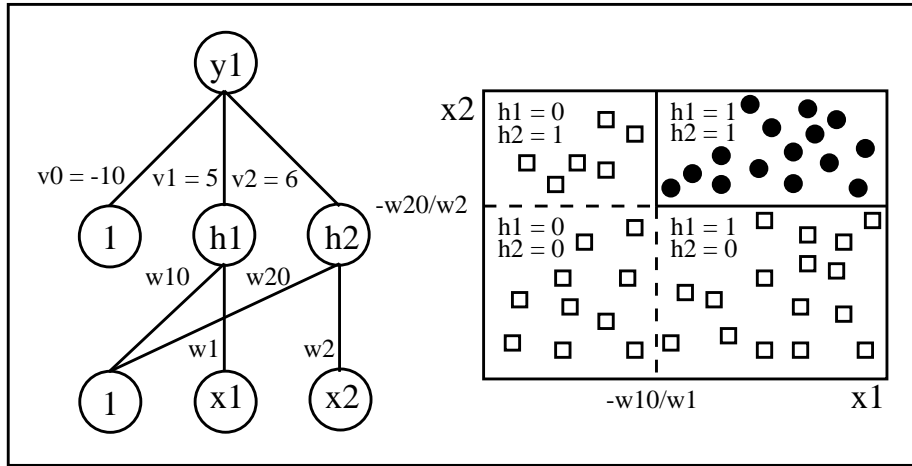 y1
v0 = -10
v1 = 5
v2 = 6
1
h1
h2
w10
w20
w1
w2
1
x1
x2
x2
h1 = 0
h2 = 1
h1 = 1
h2 = 1
-w20/w2
h1 = 0
h2 = 0
h1 = 1
h2 = 0
-w10/w1
x1